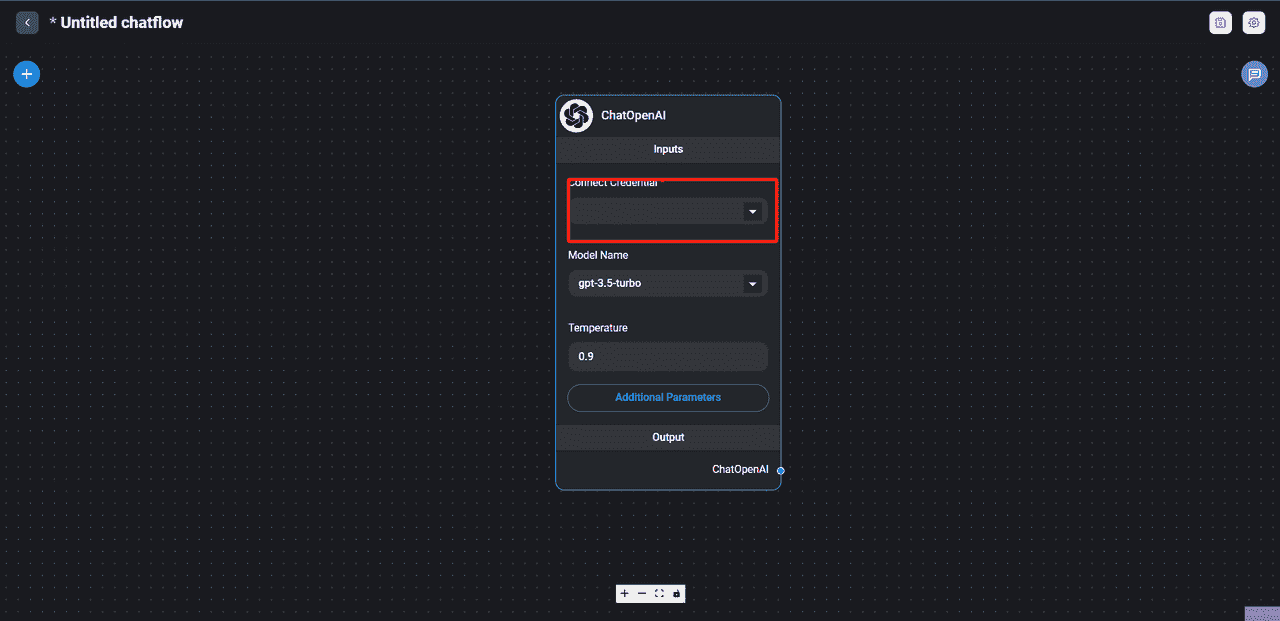 * Untitled chatflow
ChatOpenAI
Inputs
Connect Credential *
Model Name
gpt-3.5-turbo
Temperature
0.9
Additional Parameters
Output
ChatOpenAI